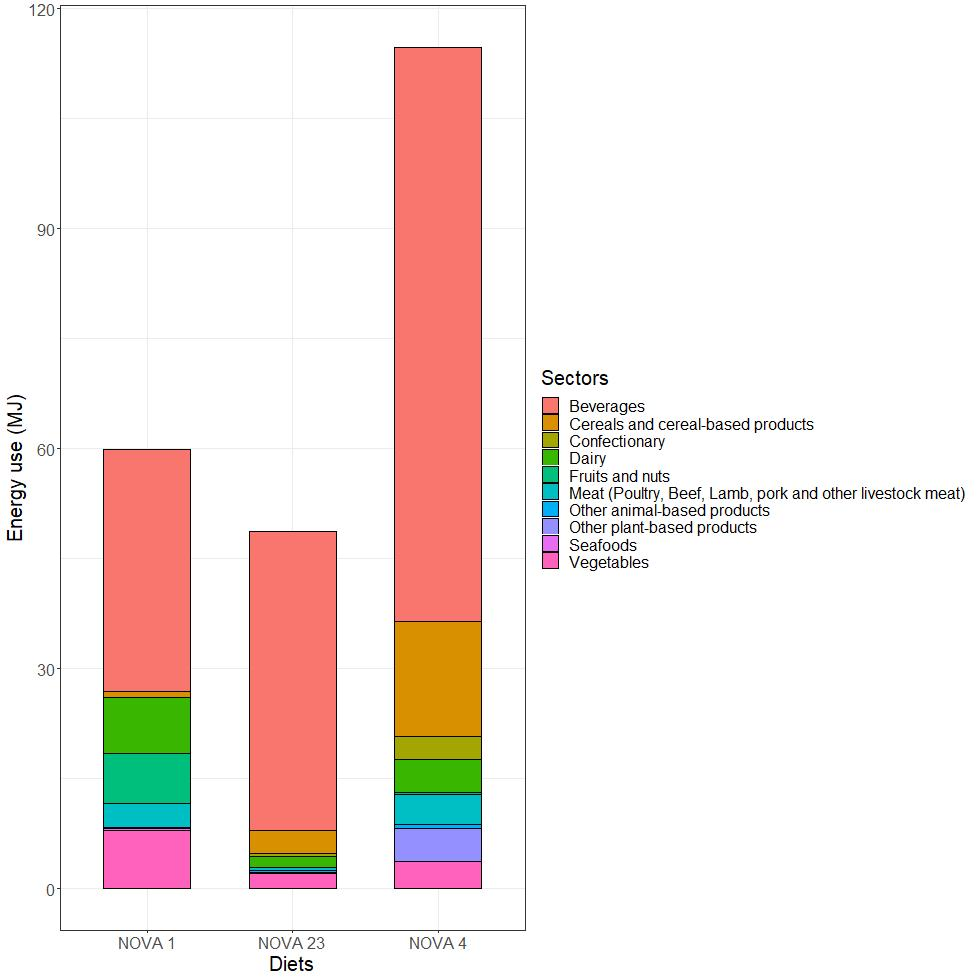 120
90
60
30
0
Energy use (MJ)
NOVA 1
NOVA 23
NOVA 4
Diets
Sectors
Beverages
Cereals and cereal-based products
Confectionary
Dairy
Fruits and nuts
Meat (Poultry, Beef, Lamb, pork and other livestock meat)
Other animal-based products
Other plant-based products
Seafoods
Vegetables